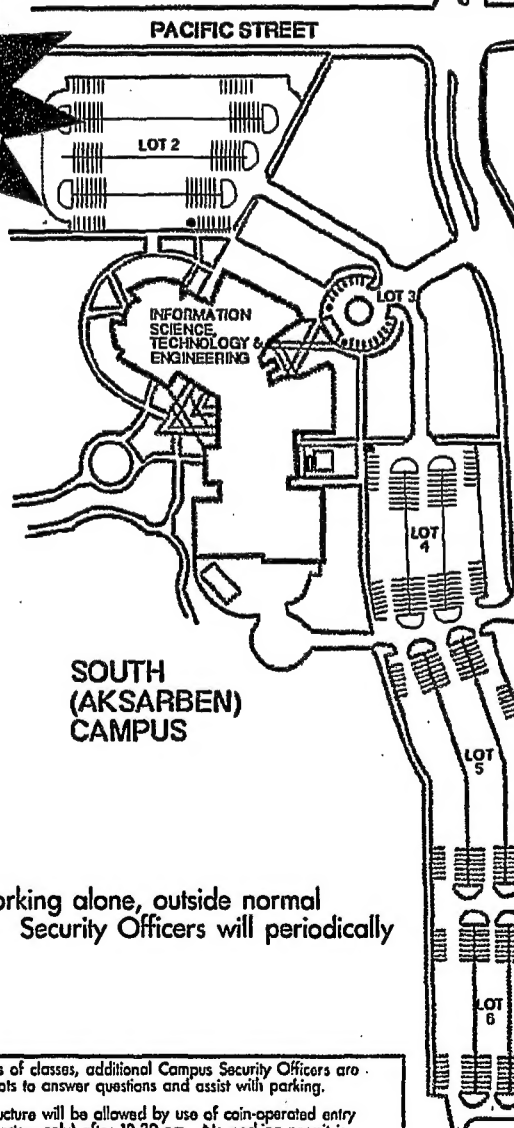 PACIFIC STREET
LOT 2
LOT 3
INFORMATION
SCIENCE,
TECHNOLOGY &
ENGINEERING
LOT
4
SOUTH
(AKSARBEN)
CAMPUS
LOT
5
orking alone, outside normal
Security Officers will periodically
LOT
6
s of classes, additional Campus Security Officers are
ots to answer questions and assist with parking.
ucture will be allowed by use of coin-operated entry